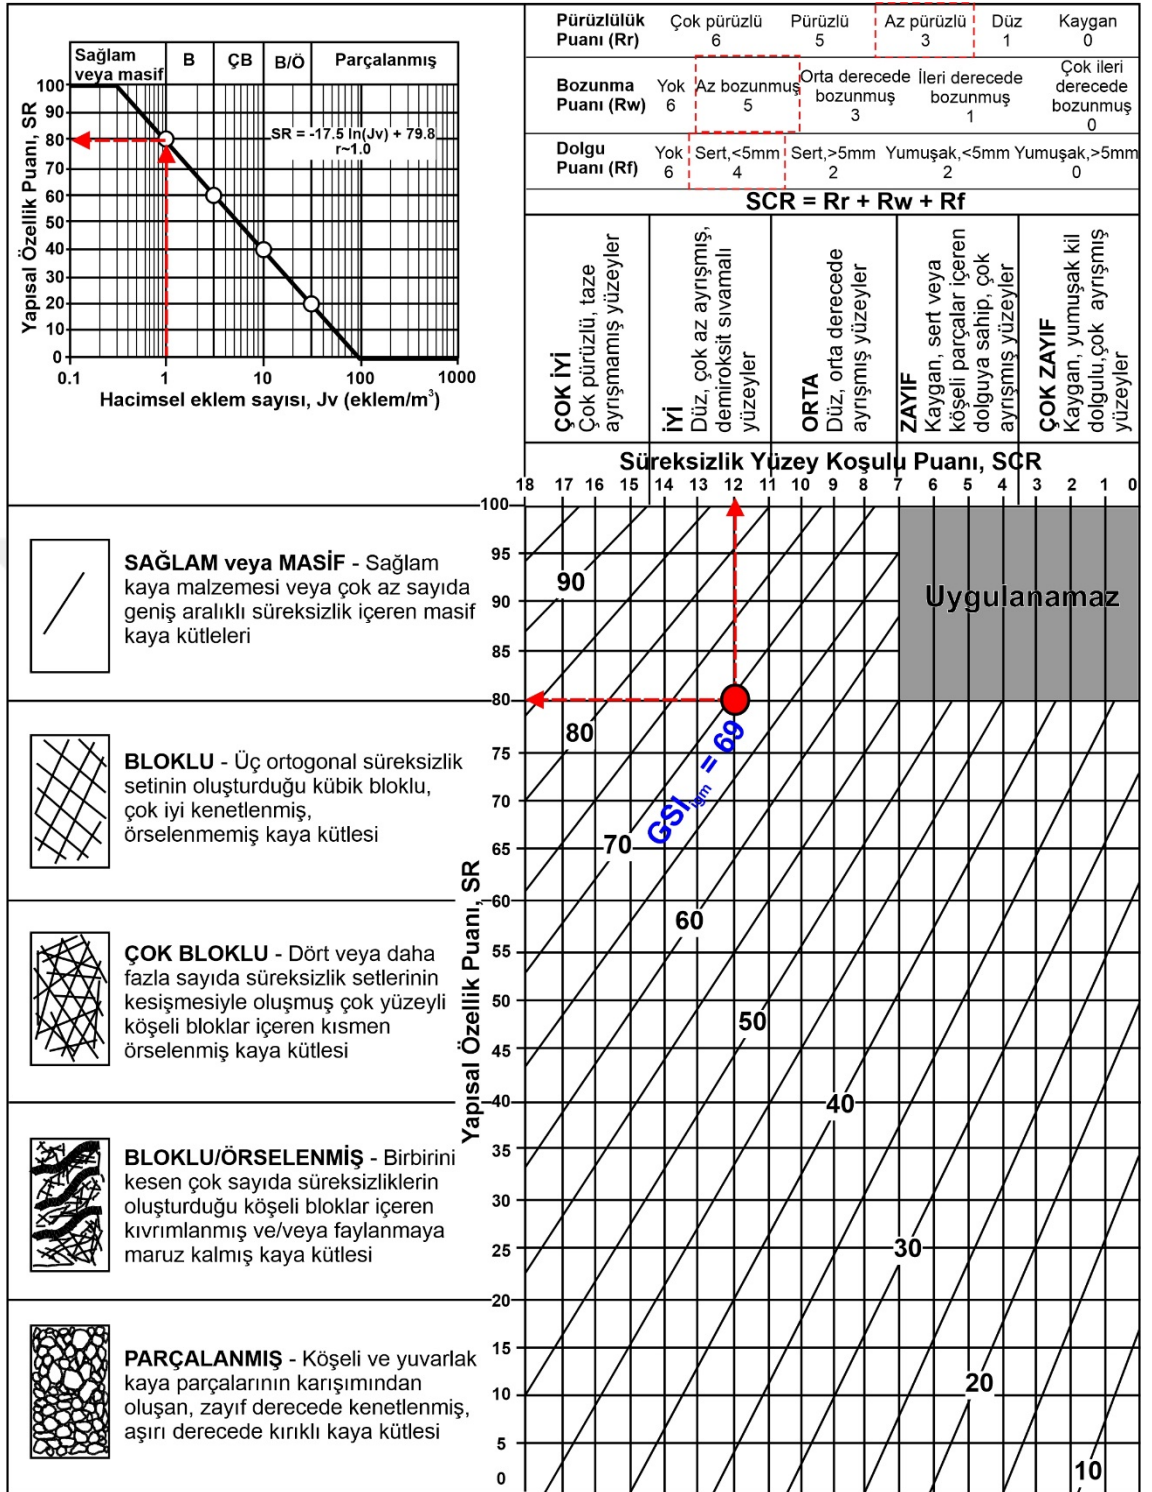 Pürüzlülük Puanı (Rr)
Çok pürüzlü 6
Pürüzlü 5
Az pürüzlü 3
Düz 1
Kaygan 0
Bozunma Puanı (Rw)
Yok 6
Az bozunmuş 5
Orta derecede bozunmuş 3
İleri derecede bozunmuş 1
Çok ileri derecede bozunmuş 0
Dolgu Puanı (Rf)
Yok 6
Sert,<5mm 4
Sert,>5mm 2
Yumuşak,<5mm 2
Yumuşak,>5mm 0
SCR = Rr + Rw + Rf
Sağlam veya masif
B
ÇB
B/Ö
Parçalanmış
SR = -17.5 ln(Jv) + 79.8
r~1.0
Yapısal Özellik Puanı, SR
100
90
80
70
60
50
40
30
20
10
0
0.1 1 10 100 1000
Hacimsel eklem sayısı, Jv (eklem/m³)
ÇOK İYİ
Çok pürüzlü, taze
ayrışmamış yüzeyler
İYİ
Düz, çok az ayrışmış,
demiroksit sıvamalı
yüzeyler
ORTA
Düz, orta derecede
ayrışmış yüzeyler
ZAYIF
Kaygan, sert veya
köşeli parçalar içeren
dolguya sahip, çok
ayrışmış yüzeyler
ÇOK ZAYIF
Kaygan, yumuşak kil
dolgulu,çok ayrışmış
yüzeyler
Süreksizlik Yüzey Koşulu Puanı, SCR
18 17 16 15 14 13 12 11 10 9 8 7 6 5 4 3 2 1 0
SAĞLAM veya MASİF - Sağlam
kaya malzemesi veya çok az sayıda
geniş aralıklı süreksizlik içeren masif
kaya kütleleri
BLOKLU - Üç ortogonal süreksizlik
setinin oluşturduğu kübik bloklu,
çok iyi kenetlenmiş,
örselenmemiş kaya kütlesi
ÇOK BLOKLU - Dört veya daha
fazla sayıda süreksizlik setlerinin
kesişmesiyle oluşmuş çok yüzeyli
köşeli bloklar içeren kısmen
örselenmiş kaya kütlesi
BLOKLU/ÖRSELENMİŞ - Birbirini
kesen çok sayıda süreksizliklerin
oluşturduğu köşeli bloklar içeren
kıvrımlanmış ve/veya faylanmaya
maruz kalmış kaya kütlesi
PARÇALANMIŞ - Köşeli ve yuvarlak
kaya parçalarının karışımından
oluşan, zayıf derecede kenetlenmiş,
aşırı derecede kırıklı kaya kütlesi
Yapısal Özellik Puanı, SR
100
95
90
85
80
75
70
65
60
55
50
45
40
35
30
25
20
15
10
5
0
Uygulanamaz
90
80
GSIıgm = 69
70
60
50
40
30
20
10